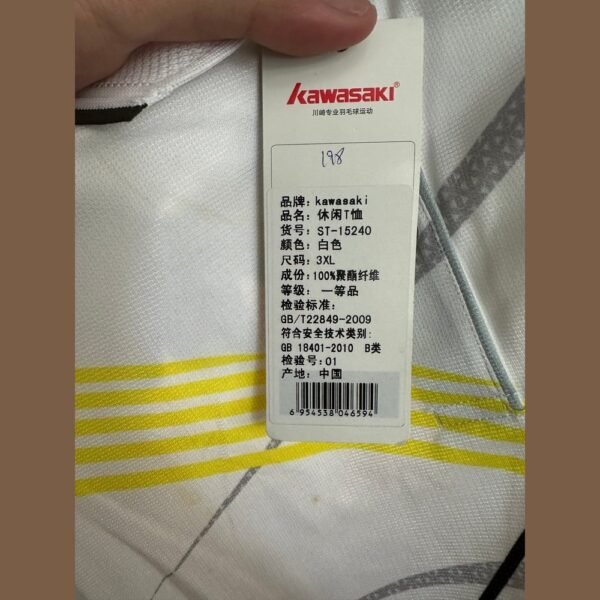 Kawasaki®
川崎专业羽毛球运动
198
品牌: kawasaki
品名: 休闲T恤
货号: ST-15240
颜色: 白色
尺码: 3XL
成份: 100%聚酯纤维
等级: 一等品
检验标准:
GB/T22849-2009
符合安全技术类别:
GB 18401-2010 B类
检验号: 01
产地: 中国
6 954538 046594